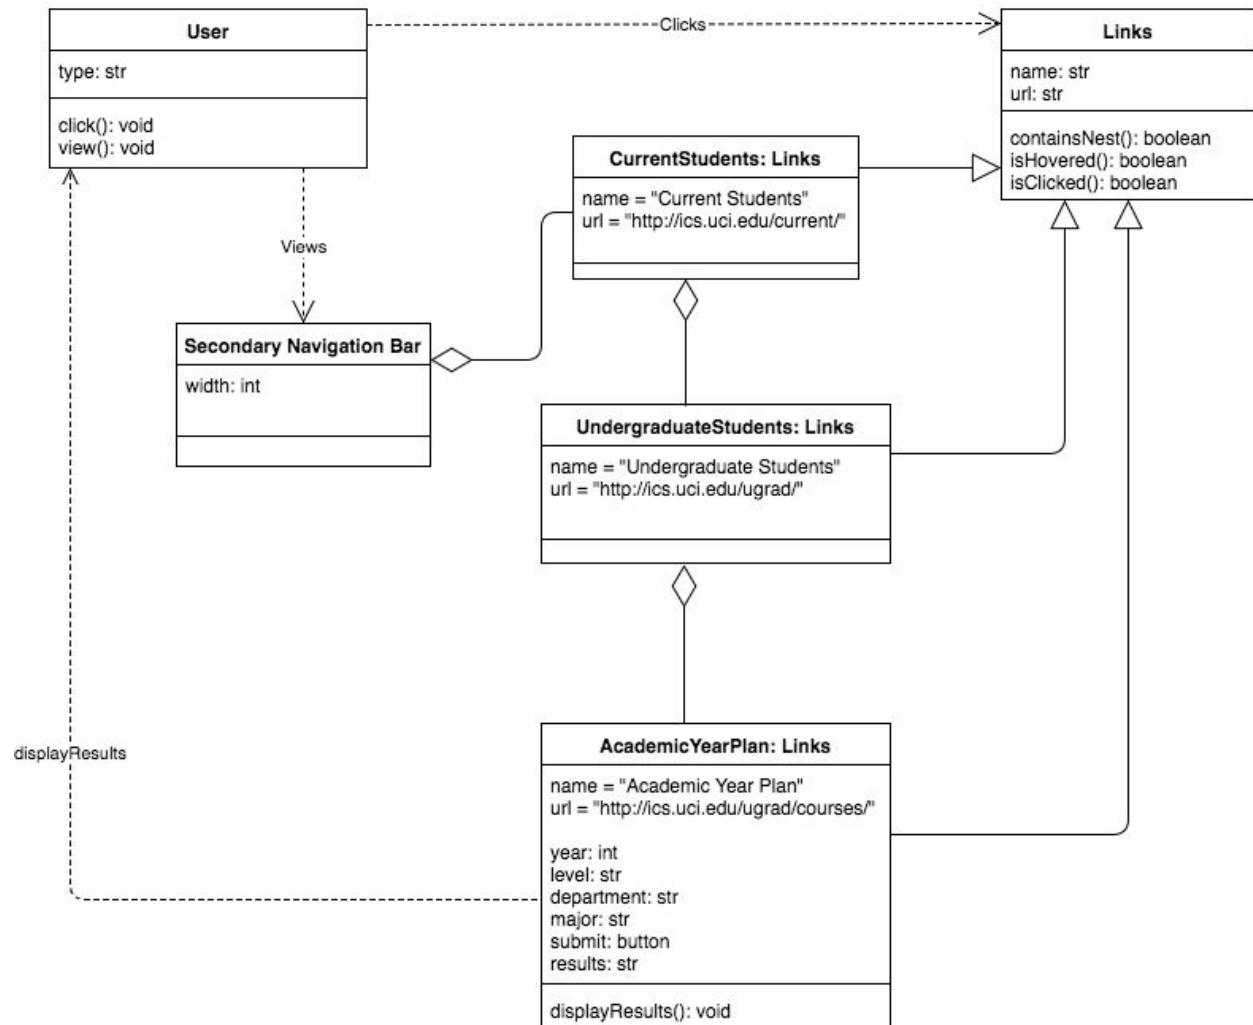 User
type: str
click(): void
view(): void
Clicks
Links
name: str
url: str
containsNest(): boolean
isHovered(): boolean
isClicked(): boolean
CurrentStudents: Links
name = "Current Students"
url = "http://ics.uci.edu/current/"
Views
Secondary Navigation Bar
width: int
UndergraduateStudents: Links
name = "Undergraduate Students"
url = "http://ics.uci.edu/ugrad/"
displayResults
AcademicYearPlan: Links
name = "Academic Year Plan"
url = "http://ics.uci.edu/ugrad/courses/"
year: int
level: str
department: str
major: str
submit: button
results: str
displayResults(): void